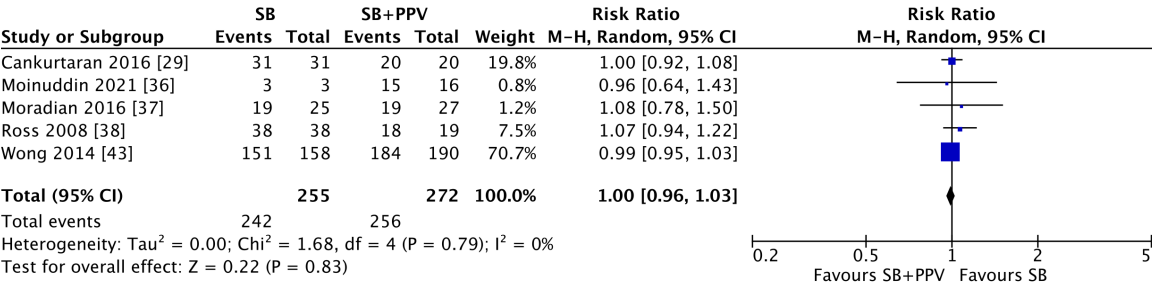 SB SB+PPV Risk Ratio Risk Ratio
Study or Subgroup Events Total Events Total Weight M-H, Random, 95% CI M-H, Random, 95% CI
Cankurtaran 2016 [29] 31 31 20 20 19.8% 1.00 [0.92, 1.08]
Moinuddin 2021 [36] 3 3 15 16 0.8% 0.96 [0.64, 1.43]
Moradian 2016 [37] 19 25 19 27 1.2% 1.08 [0.78, 1.50]
Ross 2008 [38] 38 38 18 19 7.5% 1.07 [0.94, 1.22]
Wong 2014 [43] 151 158 184 190 70.7% 0.99 [0.95, 1.03]
Total (95% CI) 255 272 100.0% 1.00 [0.96, 1.03]
Total events 242 256
Heterogeneity: Tau² = 0.00; Chi² = 1.68, df = 4 (P = 0.79); I² = 0%
Test for overall effect: Z = 0.22 (P = 0.83)
0.2 0.5 1 2 5
Favours SB+PPV Favours SB